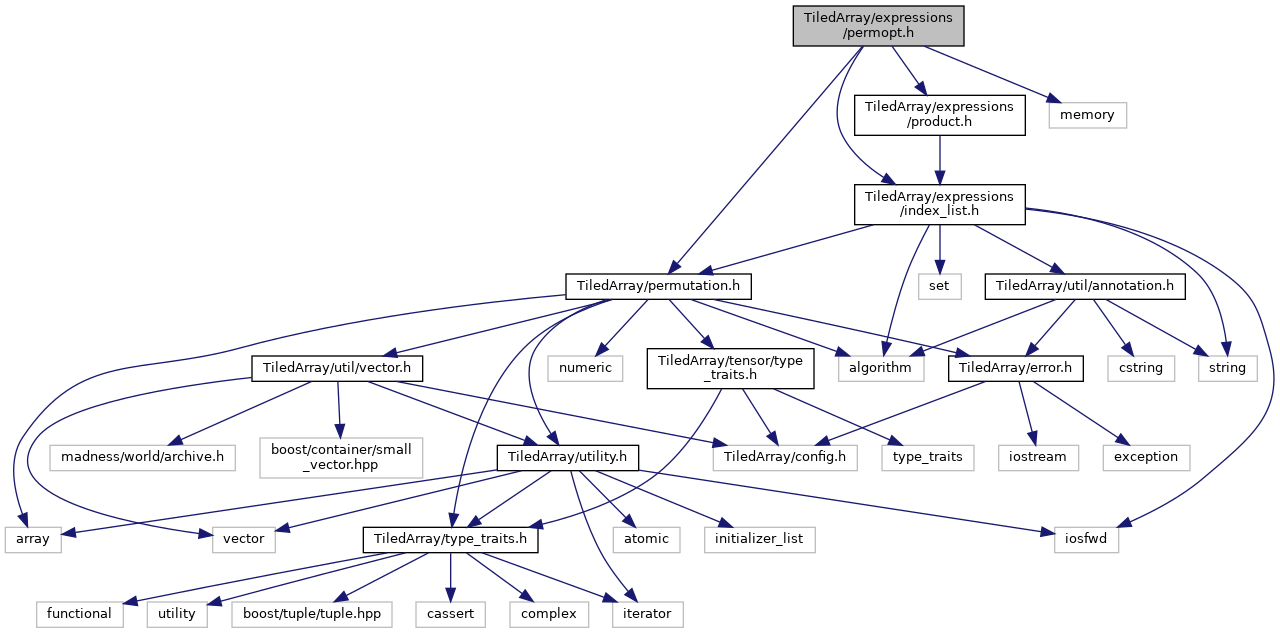 TiledArray/expressions
/permopt.h
TiledArray/expressions
/product.h
memory
TiledArray/expressions
/index_list.h
TiledArray/permutation.h
set
TiledArray/util/annotation.h
TiledArray/util/vector.h
numeric
TiledArray/tensor/type
_traits.h
algorithm
TiledArray/error.h
cstring
string
madness/world/archive.h
boost/container/small
_vector.hpp
TiledArray/utility.h
TiledArray/config.h
type_traits
iostream
exception
array
vector
TiledArray/type_traits.h
atomic
initializer_list
iosfwd
functional
utility
boost/tuple/tuple.hpp
cassert
complex
iterator